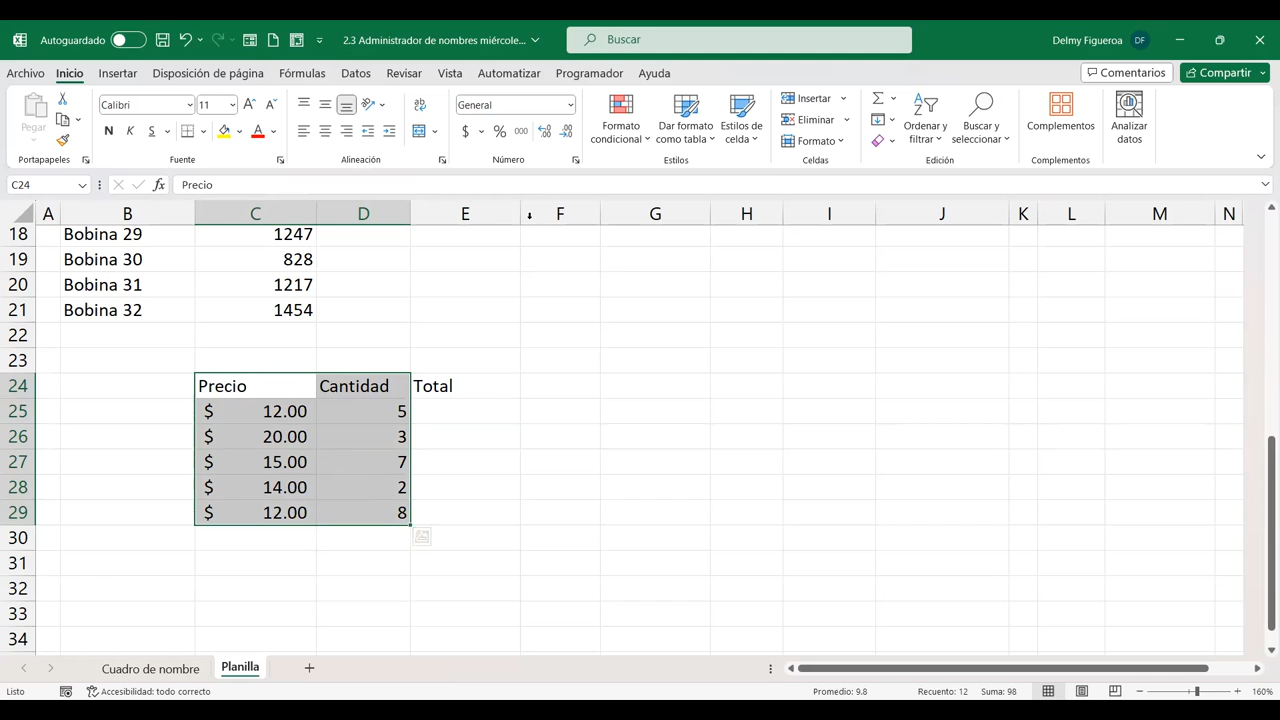 Autoguardado 2.3 Administrador de nombres miércole... Buscar Delmy Figueroa DF
Archivo Inicio Insertar Disposición de página Fórmulas Datos Revisar Vista Automatizar Programador Ayuda Comentarios Compartir
Pegar
Portapapeles
Calibri 11
N K S
Fuente
Alineación
General
$ % 000
Número
Formato condicional
Dar formato como tabla
Estilos de celda
Estilos
Insertar
Eliminar
Formato
Celdas
Ordenar y filtrar
Buscar y seleccionar
Edición
Complementos
Complementos
Analizar datos
C24 fx Precio
A B C D E F G H I J K L M N
18 Bobina 29 1247
19 Bobina 30 828
20 Bobina 31 1217
21 Bobina 32 1454
22
23
24 Precio Cantidad Total
25 $ 12.00 5
26 $ 20.00 3
27 $ 15.00 7
28 $ 14.00 2
29 $ 12.00 8
30
31
32
33
34
Cuadro de nombre Planilla
Listo Accesibilidad: todo correcto Promedio: 9.8 Recuento: 12 Suma: 98 160%